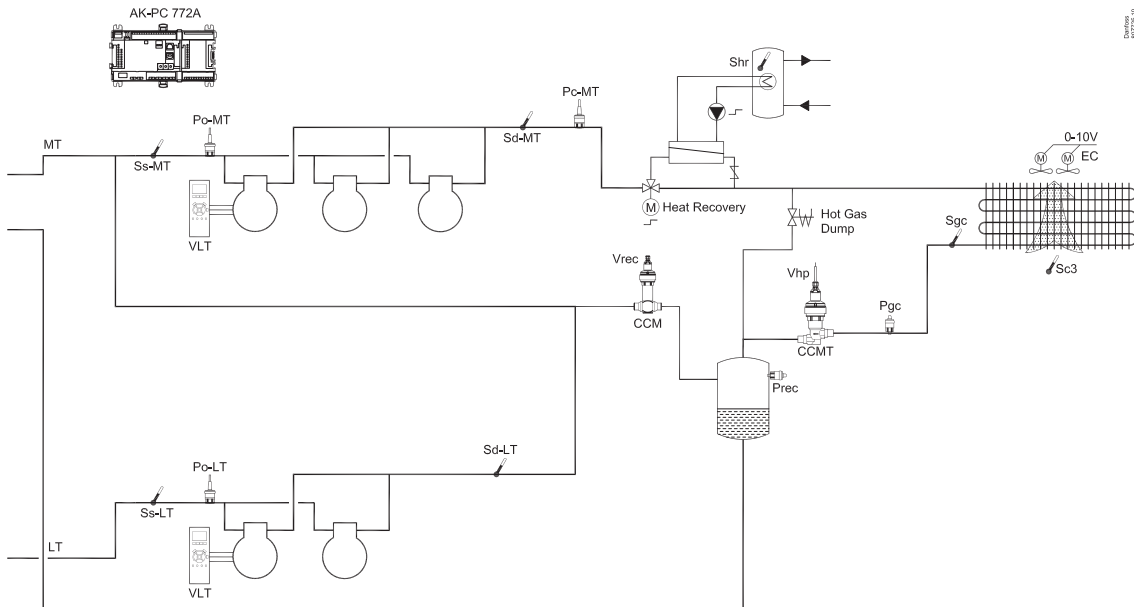 AK-PC 772A
Danfoss
Shr
Pc-MT
Po-MT
Sd-MT
0-10V
M
M
EC
MT
Ss-MT
M
Heat Recovery
Hot Gas
Dump
Sgc
VLT
Sc3
Vrec
Vhp
Pgc
CCM
CCMT
Prec
Sd-LT
Po-LT
Ss-LT
LT
VLT